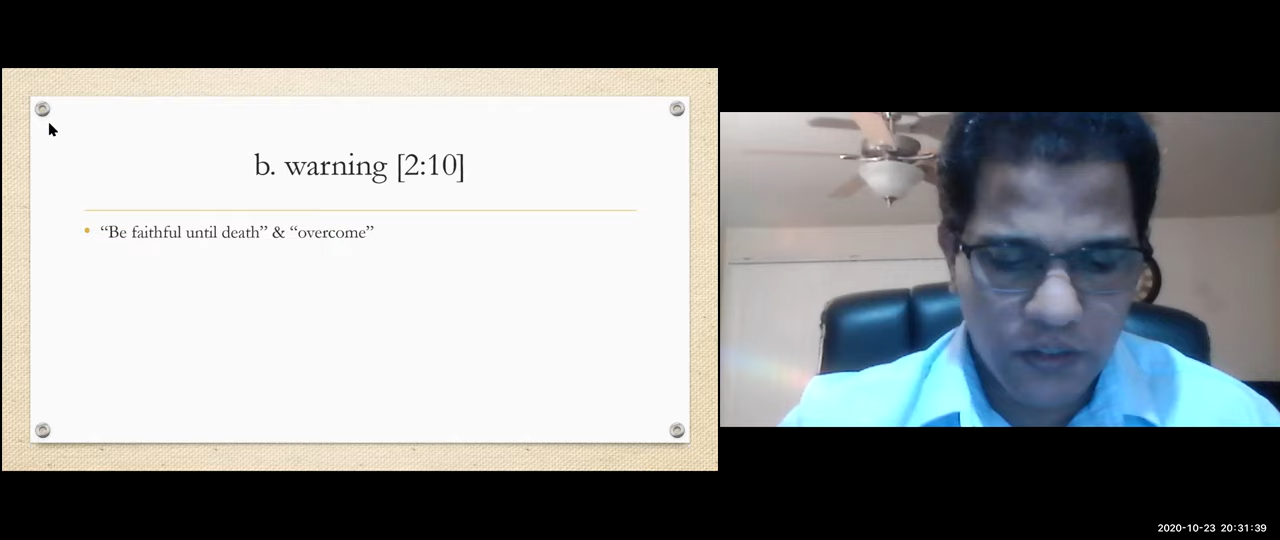 b. warning [2:10]
• “Be faithful until death” & “overcome”
2020-10-23 20:31:39